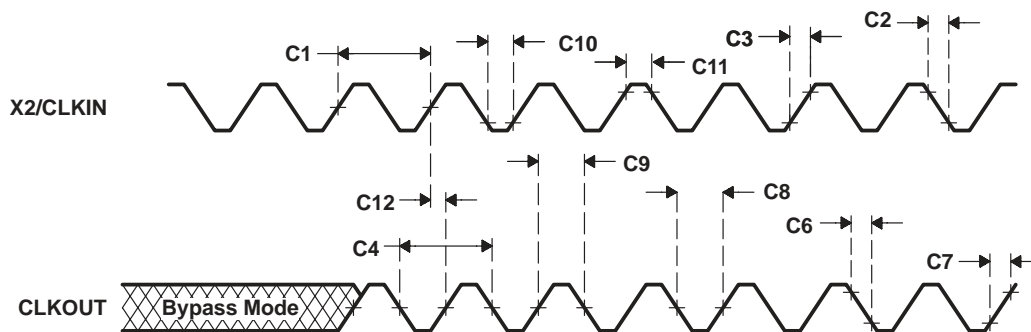 C1
C10
C3
C2
C11
X2/CLKIN
C9
C8
C12
C4
C6
C7
CLKOUT
Bypass Mode